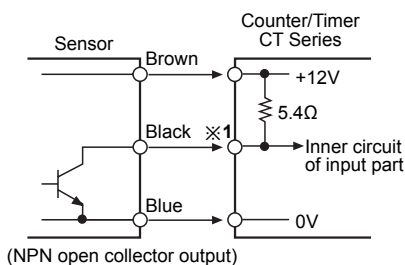 Counter/Timer
CT Series
Sensor
Brown
+12V
5.4Ω
Black
※1
Inner circuit
of input part
Blue
0V
(NPN open collector output)